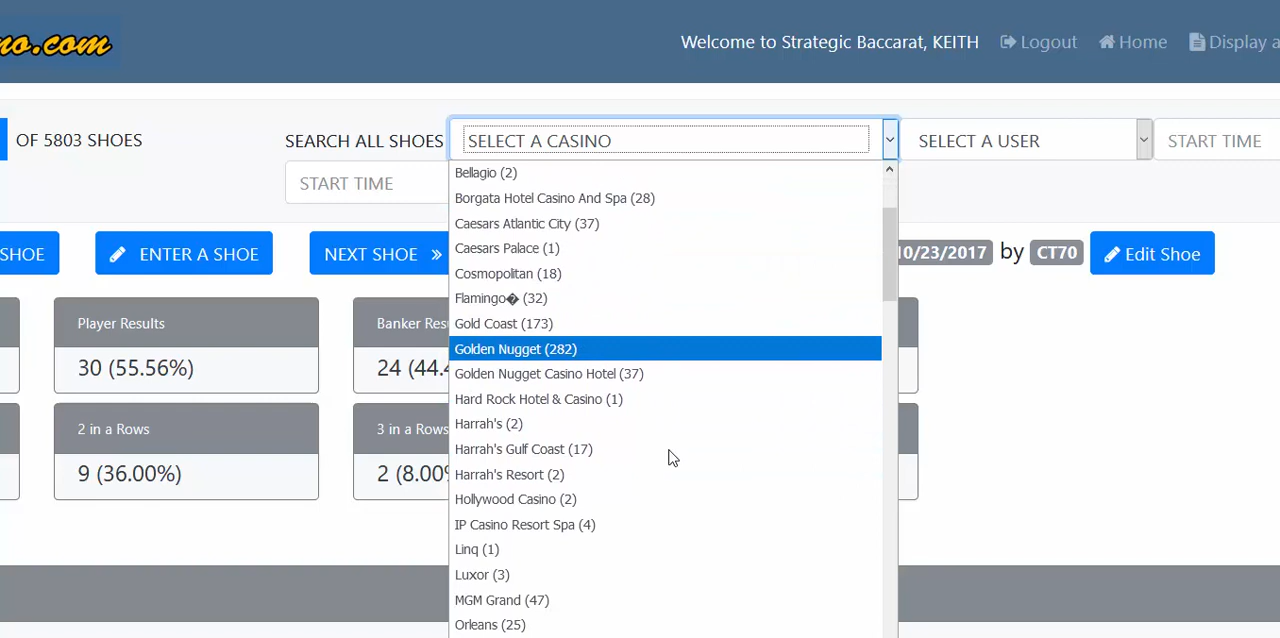 no.com
Welcome to Strategic Baccarat, KEITH Logout Home Display a
OF 5803 SHOES SEARCH ALL SHOES SELECT A CASINO SELECT A USER START TIME
START TIME
Bellagio (2)
Borgata Hotel Casino And Spa (28)
Caesars Atlantic City (37)
Caesars Palace (1)
Cosmopolitan (18)
Flamingo� (32)
Gold Coast (173)
Golden Nugget (282)
Golden Nugget Casino Hotel (37)
Hard Rock Hotel & Casino (1)
Harrah's (2)
Harrah's Gulf Coast (17)
Harrah's Resort (2)
Hollywood Casino (2)
IP Casino Resort Spa (4)
Linq (1)
Luxor (3)
MGM Grand (47)
Orleans (25)
SHOE ENTER A SHOE NEXT SHOE » 10/23/2017 by CT70 Edit Shoe
Player Results
30 (55.56%)
Banker Resu
24 (44.4
2 in a Rows
9 (36.00%)
3 in a Rows
2 (8.00%